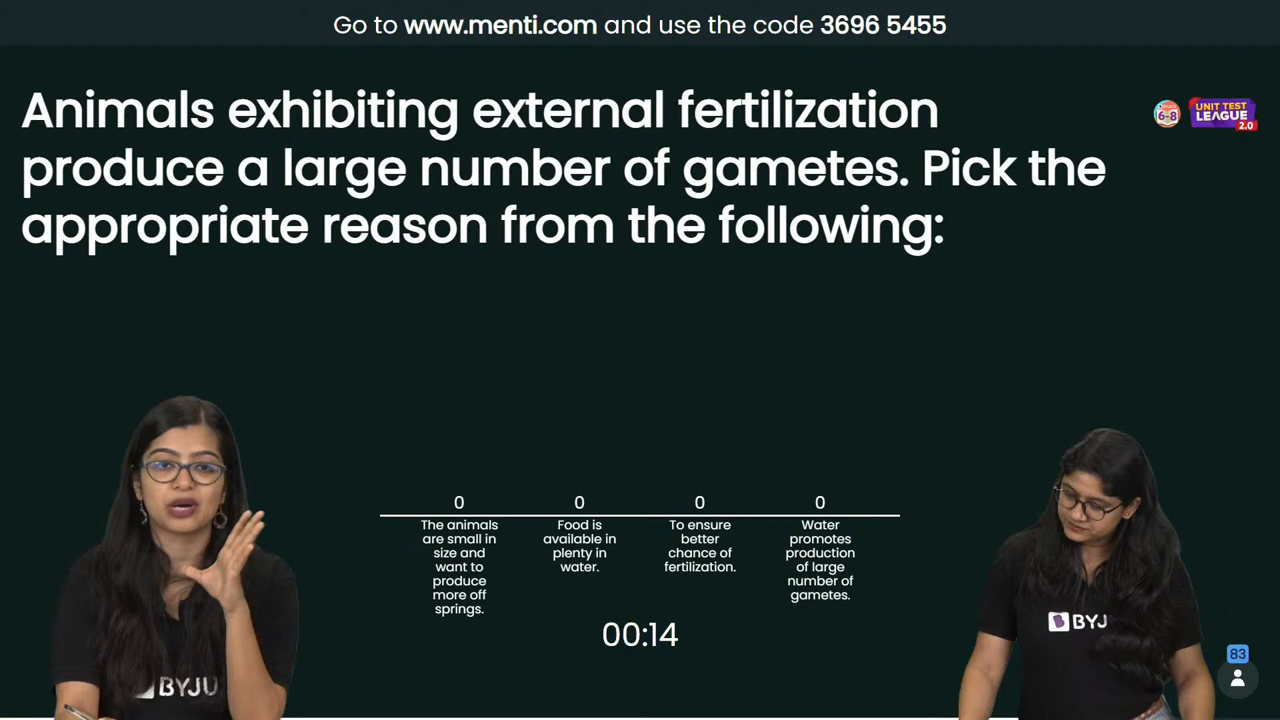 Go to www.menti.com and use the code 3696 5455
Animals exhibiting external fertilization
produce a large number of gametes. Pick the
appropriate reason from the following:
6-8
UNIT TEST
LEAGUE
2.0
0
0
0
0
The animals
are small in
size and
want to
produce
more off
springs.
Food is
available in
plenty in
water.
To ensure
better
chance of
fertilization.
Water
promotes
production
of large
number of
gametes.
00:14
BYJU
BYJ
83